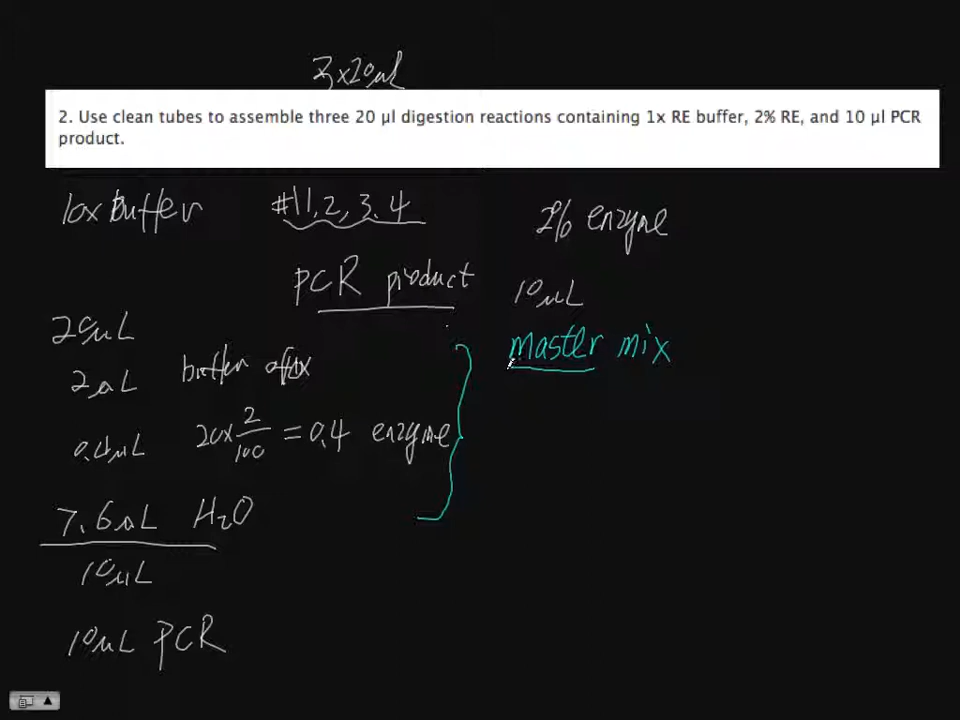 3x20µL
2. Use clean tubes to assemble three 20 µl digestion reactions containing 1x RE buffer, 2% RE, and 10 µl PCR
product.
10x buffer #1,2,3,4 2% enzyme
PCR product 10µL
20µL master mix
2µL buffer
0.4µL 20x 2/100 = 0.4 enzyme
7.6µL H2O
10µL
10µL PCR